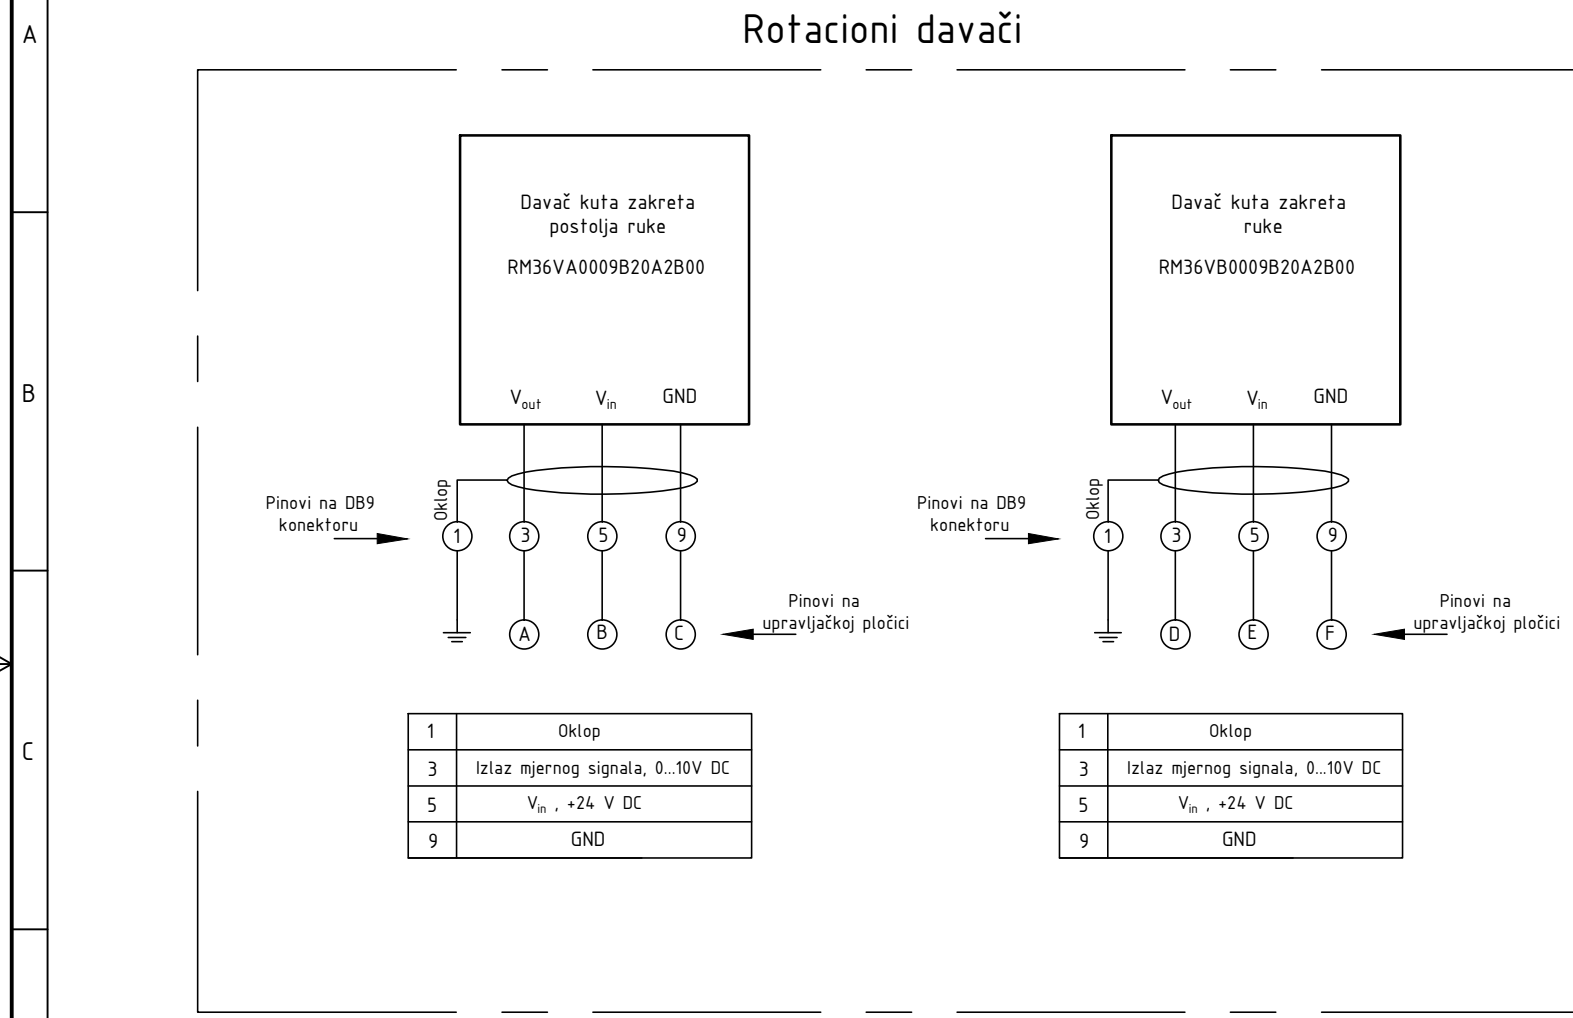 Rotacioni davači
A
B
C
Davač kuta zakreta
postolja ruke
RM36VA0009B20A2B00
Vout Vin GND
Oklop
Pinovi na DB9
konektoru
1 3 5 9
Pinovi na
upravljačkoj pločici
A B C
1 Oklop
3 Izlaz mjernog signala, 0...10V DC
5 Vin , +24 V DC
9 GND
Davač kuta zakreta
ruke
RM36VB0009B20A2B00
Vout Vin GND
Oklop
Pinovi na DB9
konektoru
1 3 5 9
Pinovi na
upravljačkoj pločici
D E F
1 Oklop
3 Izlaz mjernog signala, 0...10V DC
5 Vin , +24 V DC
9 GND